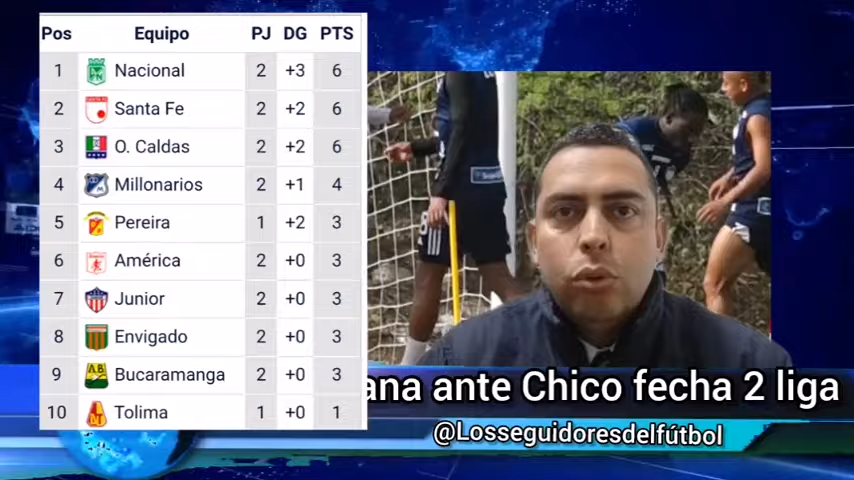 Pos Equipo PJ DG PTS
1 Nacional 2 +3 6
2 Santa Fe 2 +2 6
3 O. Caldas 2 +2 6
4 Millonarios 2 +1 4
5 Pereira 1 +2 3
6 América 2 +0 3
7 Junior 2 +0 3
8 Envigado 2 +0 3
9 Bucaramanga 2 +0 3
10 Tolima 1 +0 1
ana ante Chico fecha 2 liga
@Losseguidoresdelfútbol